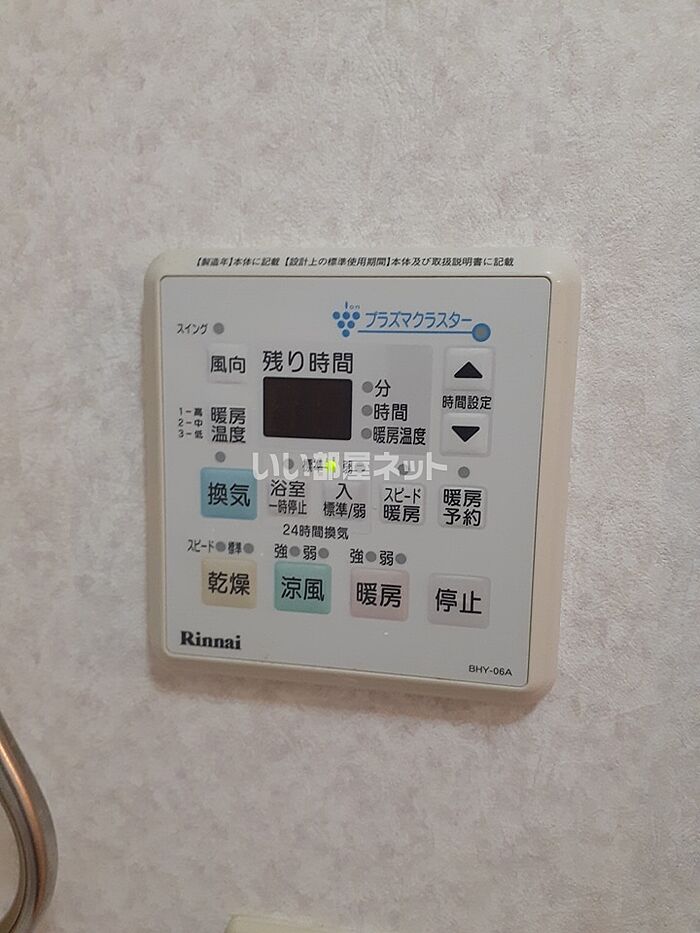 【製造年】本体に記載 【設計上の標準使用期間】本体及び取扱説明書に記載
ion
プラズマクラスター
スイング
風向
残り時間
分
時間
暖房温度
▲
時間設定
▼
1-高
2-中
3-低
暖房
温度
標準 弱
いい部屋ネット
換気
浴室
一時停止
入
標準/弱
スピード
暖房
暖房
予約
24時間換気
スピード 標準
強 弱
強 弱
乾燥
涼風
暖房
停止
Rinnai
BHY-06A